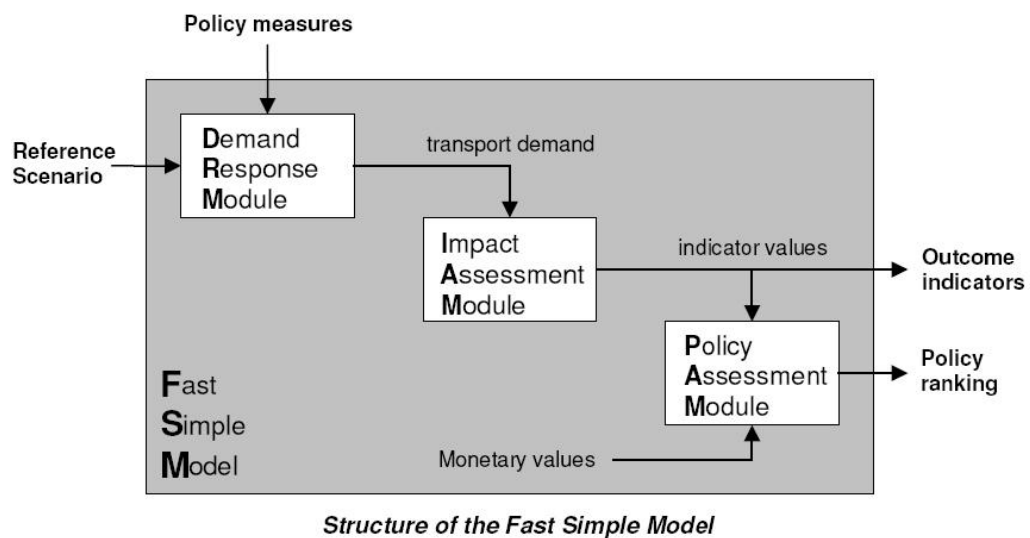 Policy measures
Reference
Scenario
Demand
Response
Module
transport demand
Impact
Assessment
Module
indicator values
Outcome
indicators
Policy
Assessment
Module
Policy
ranking
Monetary values
Fast
Simple
Model
Structure of the Fast Simple Model